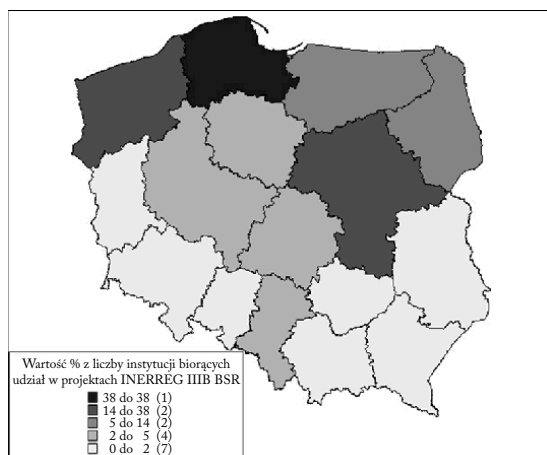 Wartość % z liczby instytucji biorących
udział w projektach INERREG IIIB BSR
38 do 38 (1)
14 do 38 (2)
5 do 14 (2)
2 do 5 (4)
0 do 2 (7)